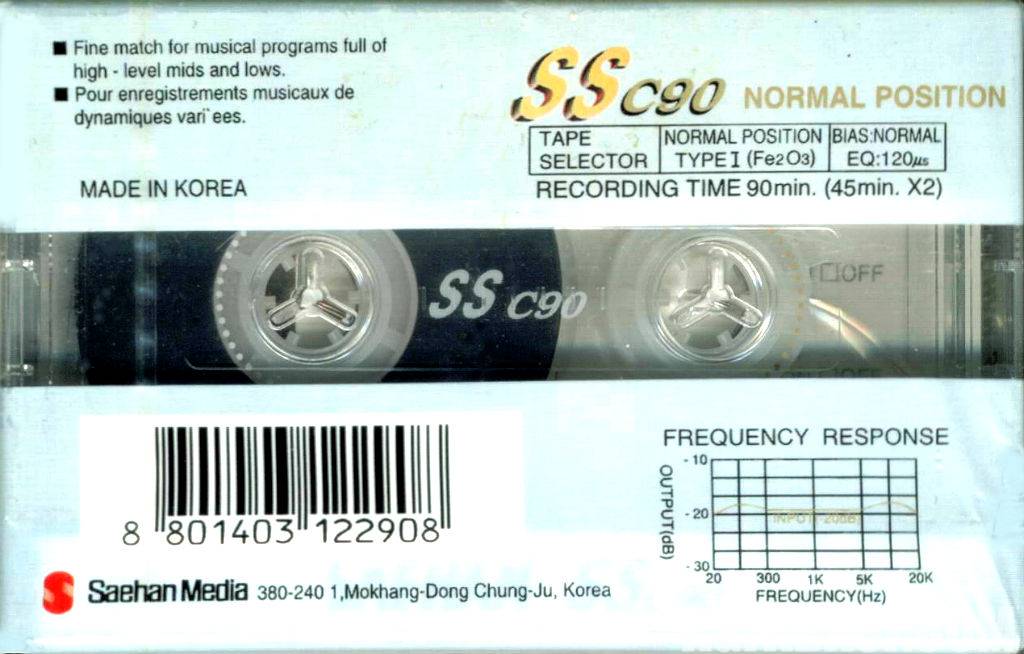 ■ Fine match for musical programs full of
high - level mids and lows.
■ Pour enregistrements musicaux de
dynamiques vari¨ees.
MADE IN KOREA
SS C90 NORMAL POSITION
TAPE SELECTOR
NORMAL POSITION
TYPE I (Fe2O3)
BIAS:NORMAL
EQ:120µs
RECORDING TIME 90min. (45min. X2)
SS C90
□OFF
OFF
8 801403 122908
Saehan Media 380-240 1,Mokhang-Dong Chung-Ju, Korea
FREQUENCY RESPONSE
OUTPUT(dB)
-10
-20
-30
INPUT(-20dB)
20 300 1K 5K 20K
FREQUENCY(Hz)